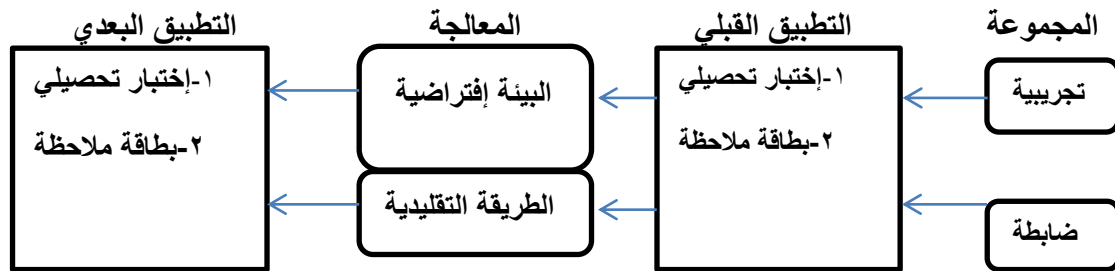 المجموعة
التطبيق القبلي
المعالجة
التطبيق البعدي
تجريبية
١-إختبار تحصيلي
٢-بطاقة ملاحظة
البيئة إفتراضية
١-إختبار تحصيلي
٢-بطاقة ملاحظة
ضابطة
الطريقة التقليدية